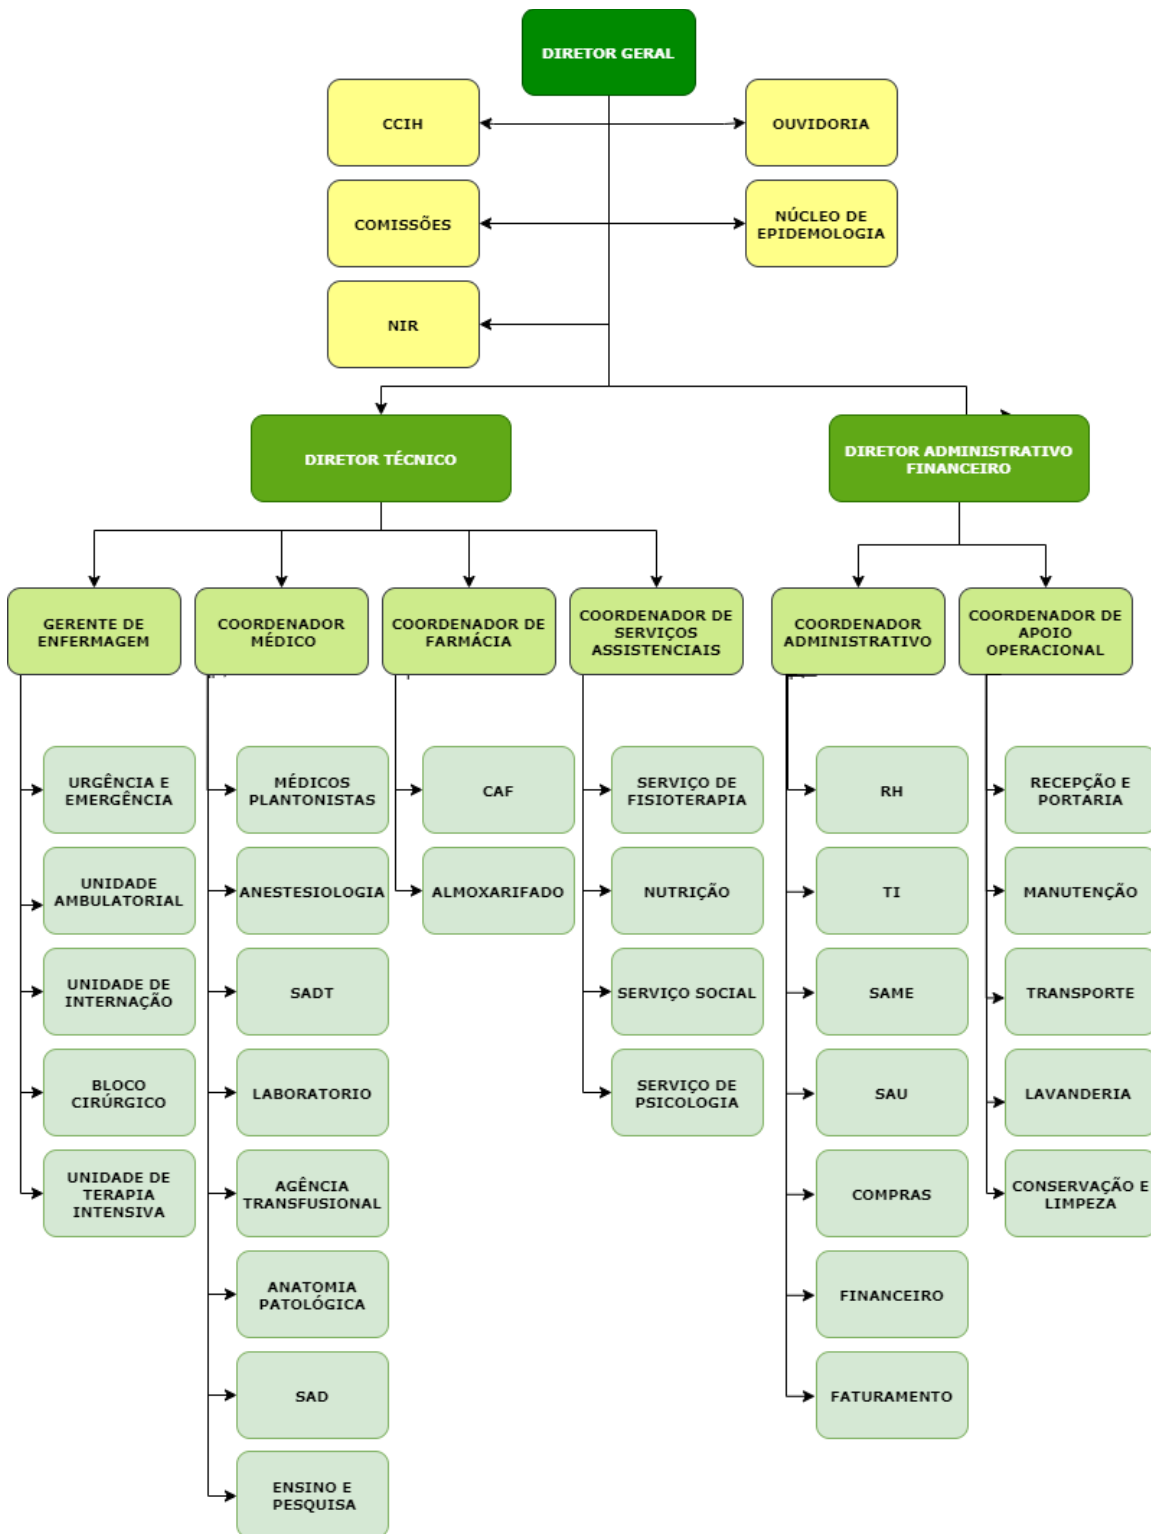 DIRETOR GERAL
CCIH
OUVIDORIA
COMISSÕES
NÚCLEO DE
EPIDEMOLOGIA
NIR
DIRETOR TÉCNICO
DIRETOR ADMINISTRATIVO
FINANCEIRO
GERENTE DE
ENFERMAGEM
COORDENADOR
MÉDICO
COORDENADOR DE
FARMÁCIA
COORDENADOR DE
SERVIÇOS
ASSISTENCIAIS
COORDENADOR
ADMINISTRATIVO
COORDENADOR DE
APOIO
OPERACIONAL
URGÊNCIA E
EMERGÊNCIA
UNIDADE
AMBULATORIAL
UNIDADE DE
INTERNAÇÃO
BLOCO
CIRÚRGICO
UNIDADE DE
TERAPIA
INTENSIVA
MÉDICOS
PLANTONISTAS
ANESTESIOLOGIA
SADT
LABORATORIO
AGÊNCIA
TRANSFUSIONAL
ANATOMIA
PATOLÓGICA
SAD
ENSINO E
PESQUISA
CAF
ALMOXARIFADO
SERVIÇO DE
FISIOTERAPIA
NUTRIÇÃO
SERVIÇO SOCIAL
SERVIÇO DE
PSICOLOGIA
RH
TI
SAME
SAU
COMPRAS
FINANCEIRO
FATURAMENTO
RECEPÇÃO E
PORTARIA
MANUTENÇÃO
TRANSPORTE
LAVANDERIA
CONSERVAÇÃO E
LIMPEZA